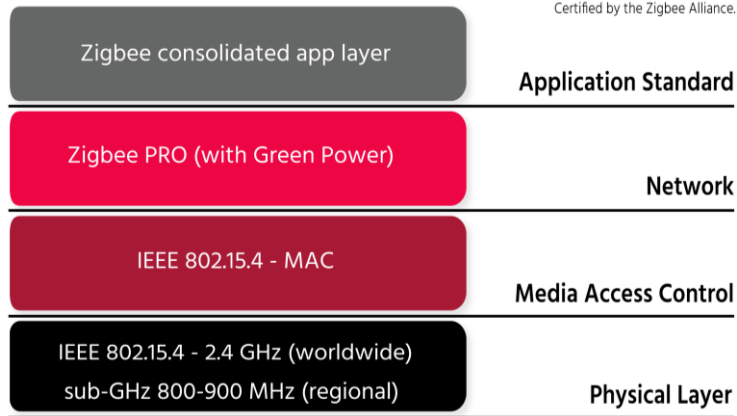 Certified by the Zigbee Alliance.
Zigbee consolidated app layer
Application Standard
Zigbee PRO (with Green Power)
Network
IEEE 802.15.4 - MAC
Media Access Control
IEEE 802.15.4 - 2.4 GHz (worldwide)
sub-GHz 800-900 MHz (regional)
Physical Layer